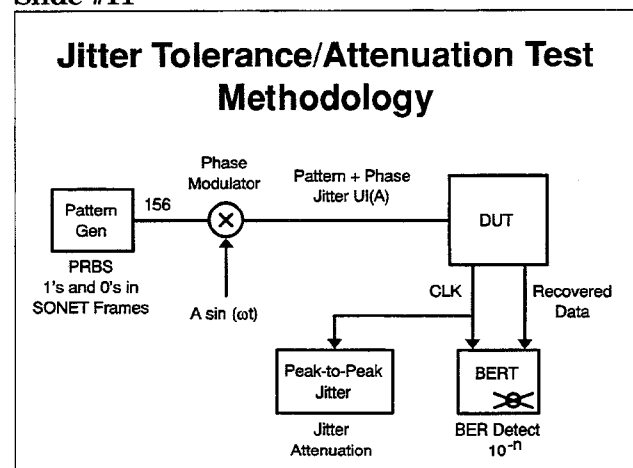 Slide #11
Jitter Tolerance/Attenuation Test
Methodology
Phase
Modulator
Pattern + Phase
Jitter UI(A)
Pattern
Gen
156
DUT
PRBS
1's and 0's in
SONET Frames
A sin (ωt)
CLK
Recovered
Data
Peak-to-Peak
Jitter
BERT
Jitter
Attenuation
BER Detect
10⁻ⁿ